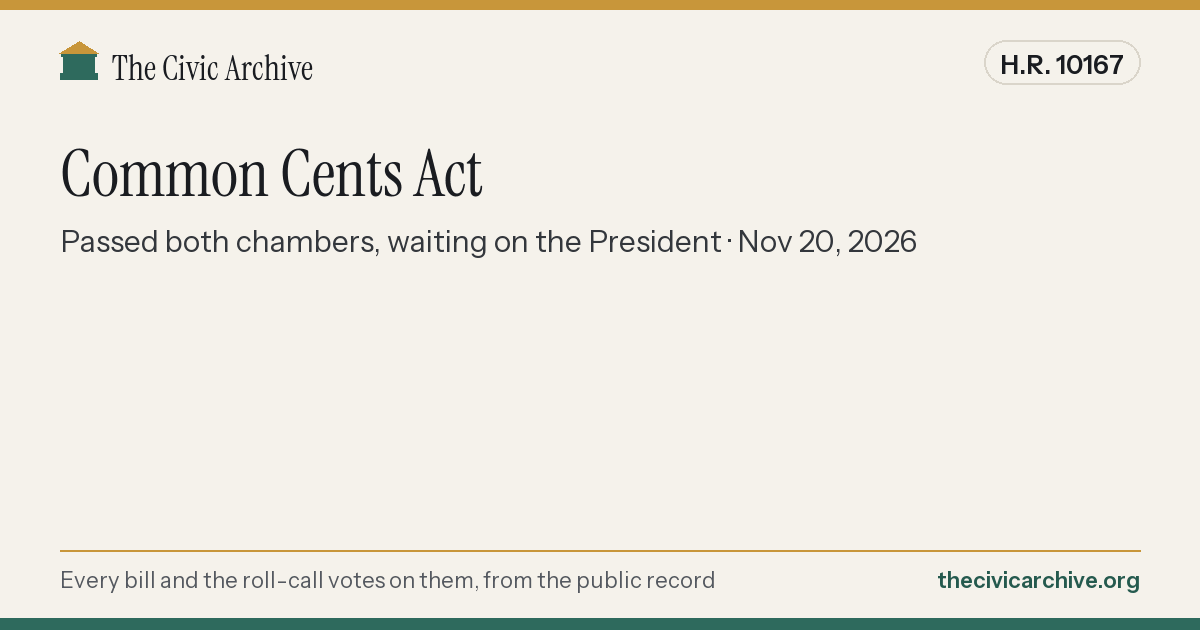 The Civic Archive
H.R. 10167
Common Cents Act
Passed both chambers, waiting on the President · Nov 20, 2026
Every bill and the roll-call votes on them, from the public record
thecivicarchive.org